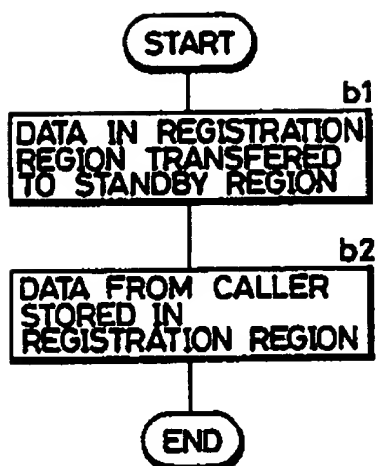 START
b1
DATA IN REGISTRATION
REGION TRANSFERED
TO STANDBY REGION
b2
DATA FROM CALLER
STORED IN
REGISTRATION REGION
END